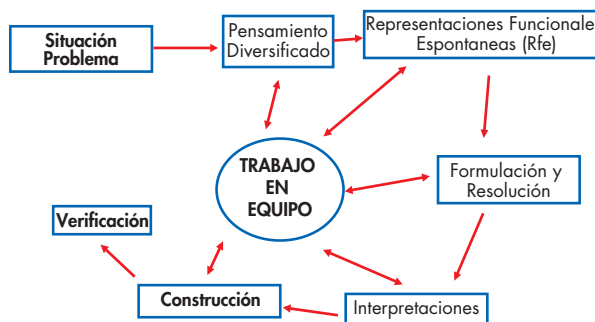 Situación
Problema
Pensamiento
Diversificado
Representaciones Funcionale
Espontaneas (Rfe)
TRABAJO
EN
EQUIPO
Formulación y
Resolución
Verificación
Construcción
Interpretaciones